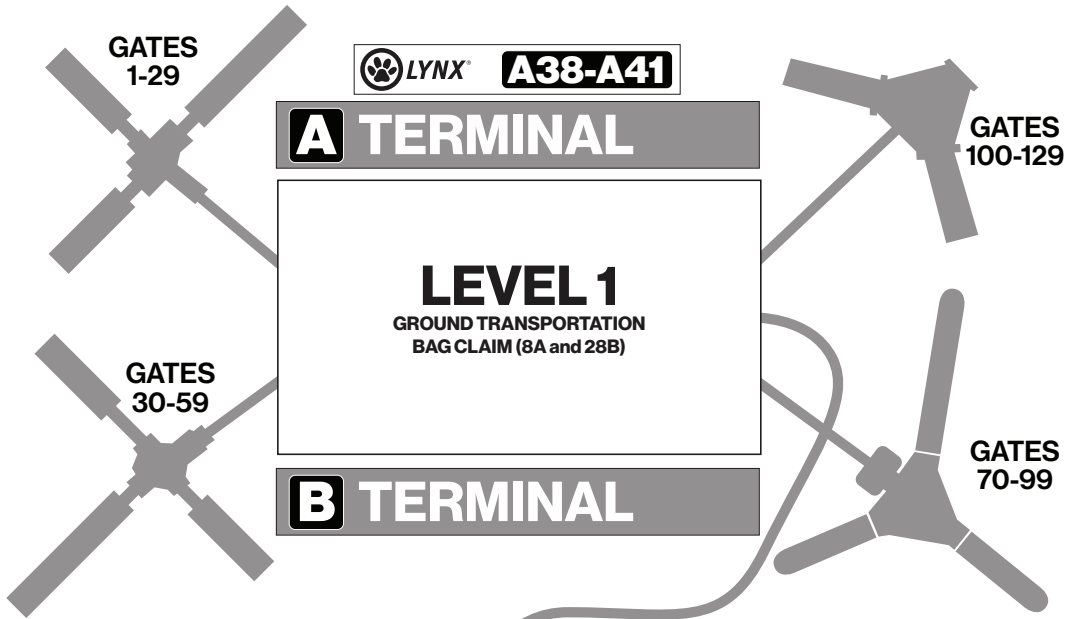 GATES
1-29
LYNX® A38-A41
A TERMINAL
GATES
100-129
LEVEL 1
GROUND TRANSPORTATION
BAG CLAIM (8A and 28B)
GATES
30-59
GATES
70-99
B TERMINAL